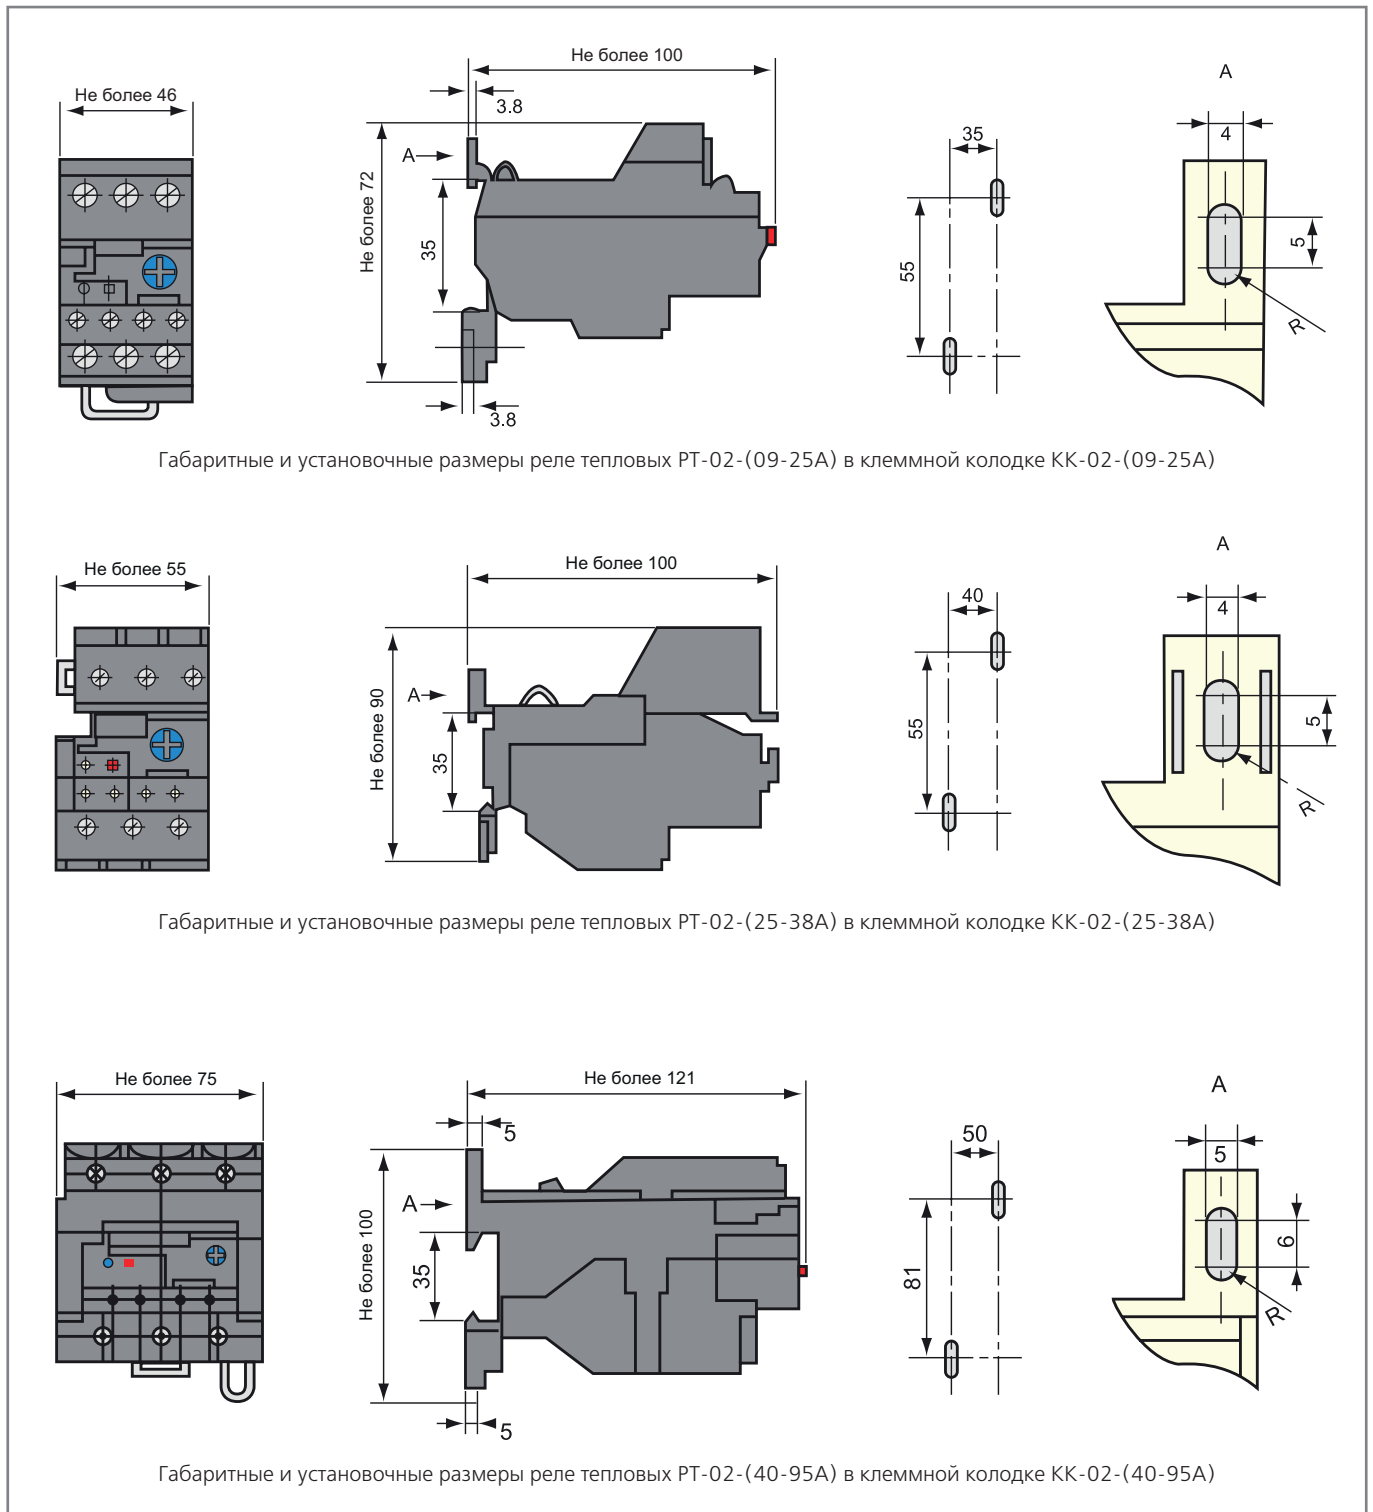 Не более 100
А
Не более 46
3.8
35
4
А
Не более 72
35
55
5
R
3.8
Габаритные и установочные размеры реле тепловых РТ-02-(09-25А) в клеммной колодке КК-02-(09-25А)
А
Не более 55
Не более 100
40
4
А
Не более 90
35
55
5
R
Габаритные и установочные размеры реле тепловых РТ-02-(25-38А) в клеммной колодке КК-02-(25-38А)
Не более 75
Не более 121
А
5
50
5
А
Не более 100
35
81
6
R
5
Габаритные и установочные размеры реле тепловых РТ-02-(40-95А) в клеммной колодке КК-02-(40-95А)